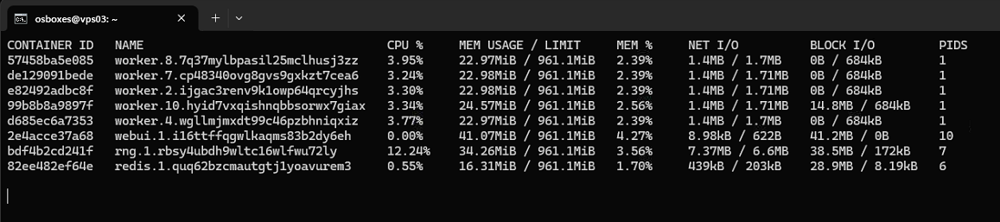 osboxes@vps03: ~
CONTAINER ID NAME CPU % MEM USAGE / LIMIT MEM % NET I/O BLOCK I/O PIDS
57458ba5e085 worker.8.7q37mylbpasil25mclhusj3zz 3.95% 22.97MiB / 961.1MiB 2.39% 1.4MB / 1.7MB 0B / 684kB 1
de129091bede worker.7.cp48340ovg8gvs9gxkzt7cea6 3.24% 22.98MiB / 961.1MiB 2.39% 1.4MB / 1.71MB 0B / 684kB 1
e82492adbc8f worker.2.ijgac3renv9k1owp64qrcyjhs 3.30% 22.98MiB / 961.1MiB 2.39% 1.4MB / 1.71MB 0B / 684kB 1
99b8b8a9897f worker.10.hyid7vxqishnqbbsorwx7giax 3.34% 24.57MiB / 961.1MiB 2.56% 1.4MB / 1.71MB 14.8MB / 684kB 1
d685ec6a7353 worker.4.wgllmjmxdt99c46pzbhniqxiz 3.77% 22.97MiB / 961.1MiB 2.39% 1.4MB / 1.7MB 0B / 684kB 1
2e4acce37a68 webui.1.i16ttffqgwlkaqms83b2dy6eh 0.00% 41.07MiB / 961.1MiB 4.27% 8.98kB / 622B 41.2MB / 0B 10
bdf4b2cd241f rng.1.rbsy4ubdh9wltc16wlfwu72ly 12.24% 34.26MiB / 961.1MiB 3.56% 7.37MB / 6.6MB 38.5MB / 172kB 7
82ee482ef64e redis.1.quq62bzcmautgtj1yoavurem3 0.55% 16.31MiB / 961.1MiB 1.70% 439kB / 203kB 28.9MB / 8.19kB 6